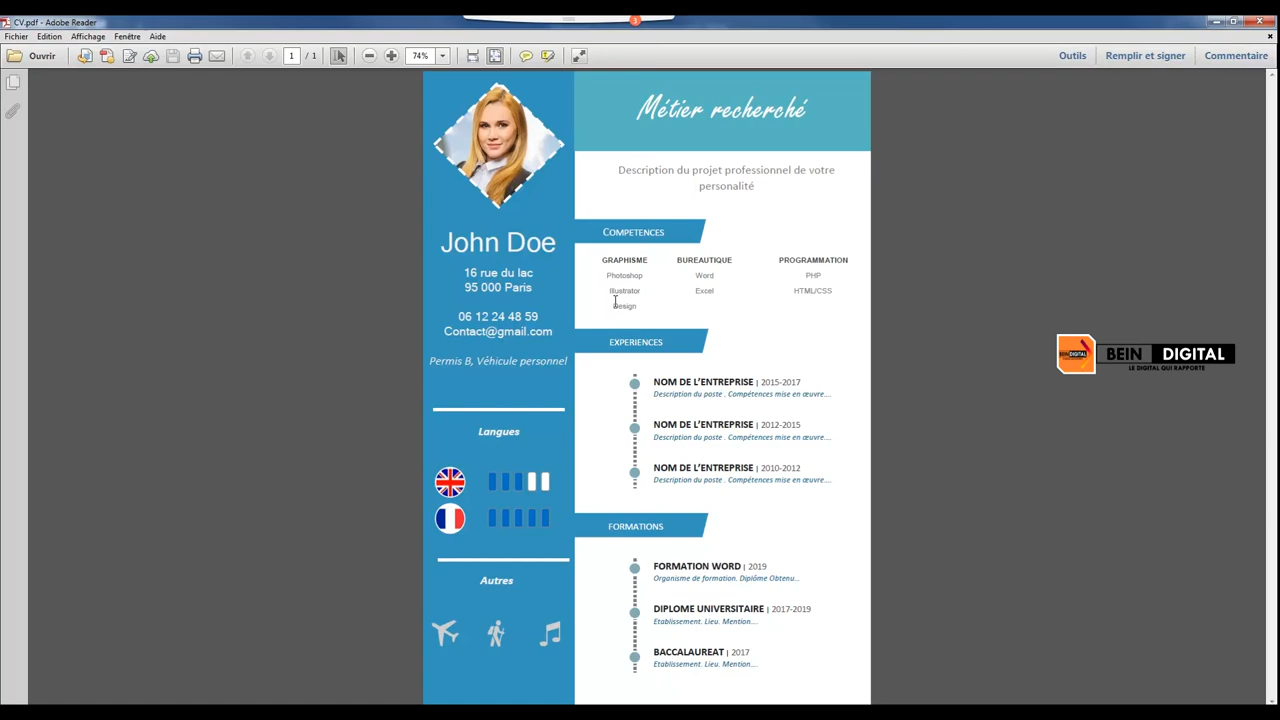 CV.pdf - Adobe Reader
3
Fichier Edition Affichage Fenêtre Aide
Ouvrir 1 / 1 74% Outils Remplir et signer Commentaire
Métier recherché
Description du projet professionnel de votre
personalité
John Doe
16 rue du lac
95 000 Paris
06 12 24 48 59
Contact@gmail.com
Permis B, Véhicule personnel
Langues
Autres
COMPETENCES
GRAPHISME BUREAUTIQUE PROGRAMMATION
Photoshop Word PHP
Illustrator Excel HTML/CSS
Design
EXPERIENCES
NOM DE L'ENTREPRISE | 2015-2017
Description du poste . Compétences mise en œuvre....
NOM DE L'ENTREPRISE | 2012-2015
Description du poste . Compétences mise en œuvre....
NOM DE L'ENTREPRISE | 2010-2012
Description du poste . Compétences mise en œuvre....
FORMATIONS
FORMATION WORD | 2019
Organisme de formation. Diplôme Obtenu...
DIPLOME UNIVERSITAIRE | 2017-2019
Etablissement. Lieu. Mention....
BACCALAUREAT | 2017
Etablissement. Lieu. Mention....
BEIN DIGITAL
LE DIGITAL QUI RAPPORTE